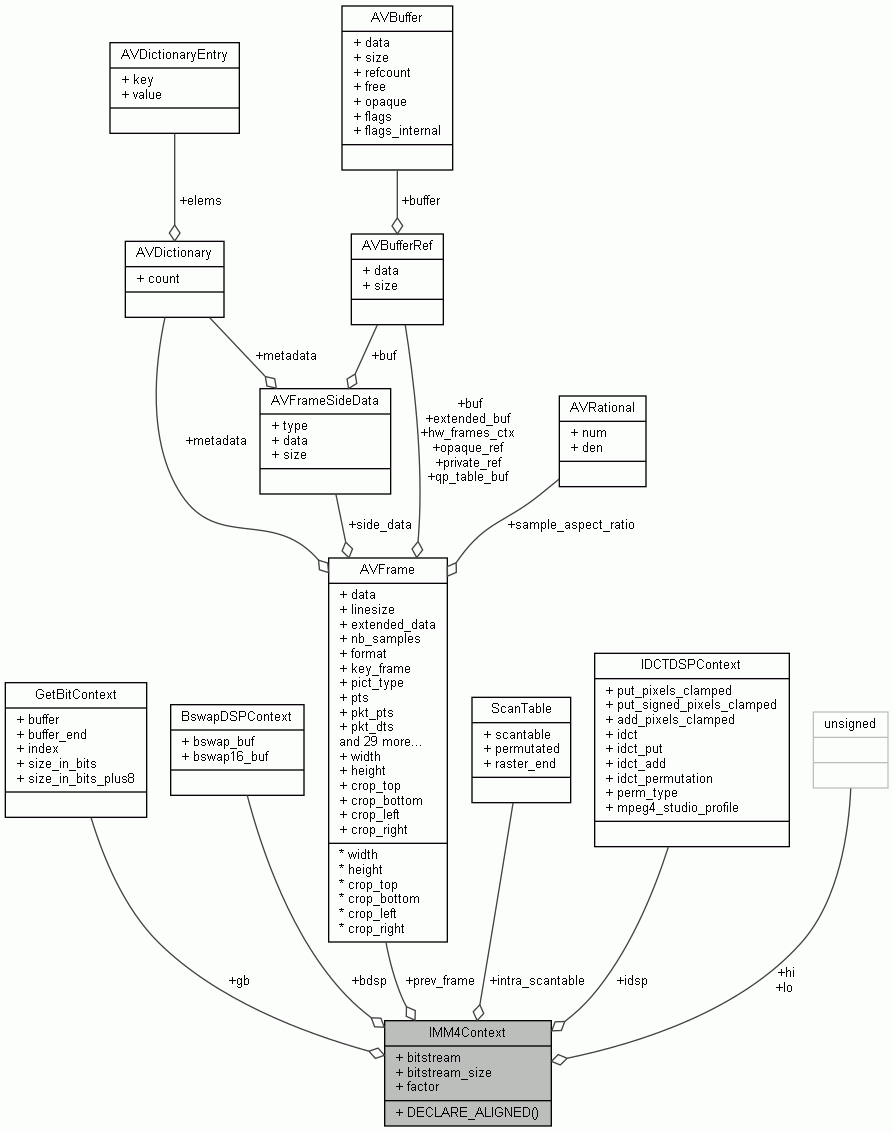 AVBuffer
+ data
+ size
+ refcount
+ free
+ opaque
+ flags
+ flags_internal
AVDictionaryEntry
+ key
+ value
+elems
+buffer
AVDictionary
+ count
AVBufferRef
+ data
+ size
+metadata
+buf
AVFrameSideData
+ type
+ data
+ size
+metadata
+buf
+extended_buf
+hw_frames_ctx
+opaque_ref
+private_ref
+qp_table_buf
AVRational
+ num
+ den
+side_data
+sample_aspect_ratio
AVFrame
+ data
+ linesize
+ extended_data
+ nb_samples
+ format
+ key_frame
+ pict_type
+ pts
+ pkt_pts
+ pkt_dts
and 29 more...
+ width
+ height
+ crop_top
+ crop_bottom
+ crop_left
+ crop_right
* width
* height
* crop_top
* crop_bottom
* crop_left
* crop_right
GetBitContext
+ buffer
+ buffer_end
+ index
+ size_in_bits
+ size_in_bits_plus8
BswapDSPContext
+ bswap_buf
+ bswap16_buf
ScanTable
+ scantable
+ permutated
+ raster_end
IDCTDSPContext
+ put_pixels_clamped
+ put_signed_pixels_clamped
+ add_pixels_clamped
+ idct
+ idct_put
+ idct_add
+ idct_permutation
+ perm_type
+ mpeg4_studio_profile
unsigned
+gb
+bdsp
+prev_frame
+intra_scantable
+idsp
+hi
+lo
IMM4Context
+ bitstream
+ bitstream_size
+ factor
+ DECLARE_ALIGNED()